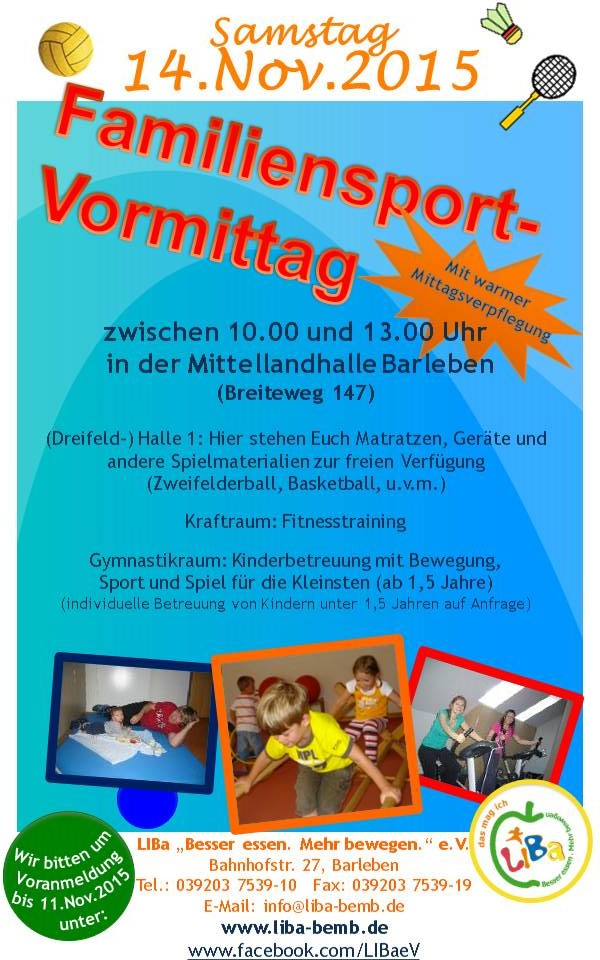 Samstag
14.Nov.2015
Familiensport-
Vormittag
Mit warmer
Mittagsverpflegung
zwischen 10.00 und 13.00 Uhr
in der Mittellandhalle Barleben
(Breiteweg 147)
(Dreifeld-) Halle 1: Hier stehen Euch Matratzen, Geräte und
andere Spielmaterialien zur freien Verfügung
(Zweifelderball, Basketball, u.v.m.)
Kraftraum: Fitnesstraining
Gymnastikraum: Kinderbetreuung mit Bewegung,
Sport und Spiel für die Kleinsten (ab 1,5 Jahre)
(individuelle Betreuung von Kindern unter 1,5 Jahren auf Anfrage)
NPL
Wir bitten um
Voranmeldung
bis 11.Nov.2015
unter:
LIBa „Besser essen. Mehr bewegen.“ e.V.
Bahnhofstr. 27, Barleben
Tel.: 039203 7539-10 Fax: 039203 7539-19
E-Mail: info@liba-bemb.de
www.liba-bemb.de
www.facebook.com/LIBaeV
das mag ich
LIBa
Besser essen. Mehr bewegen.